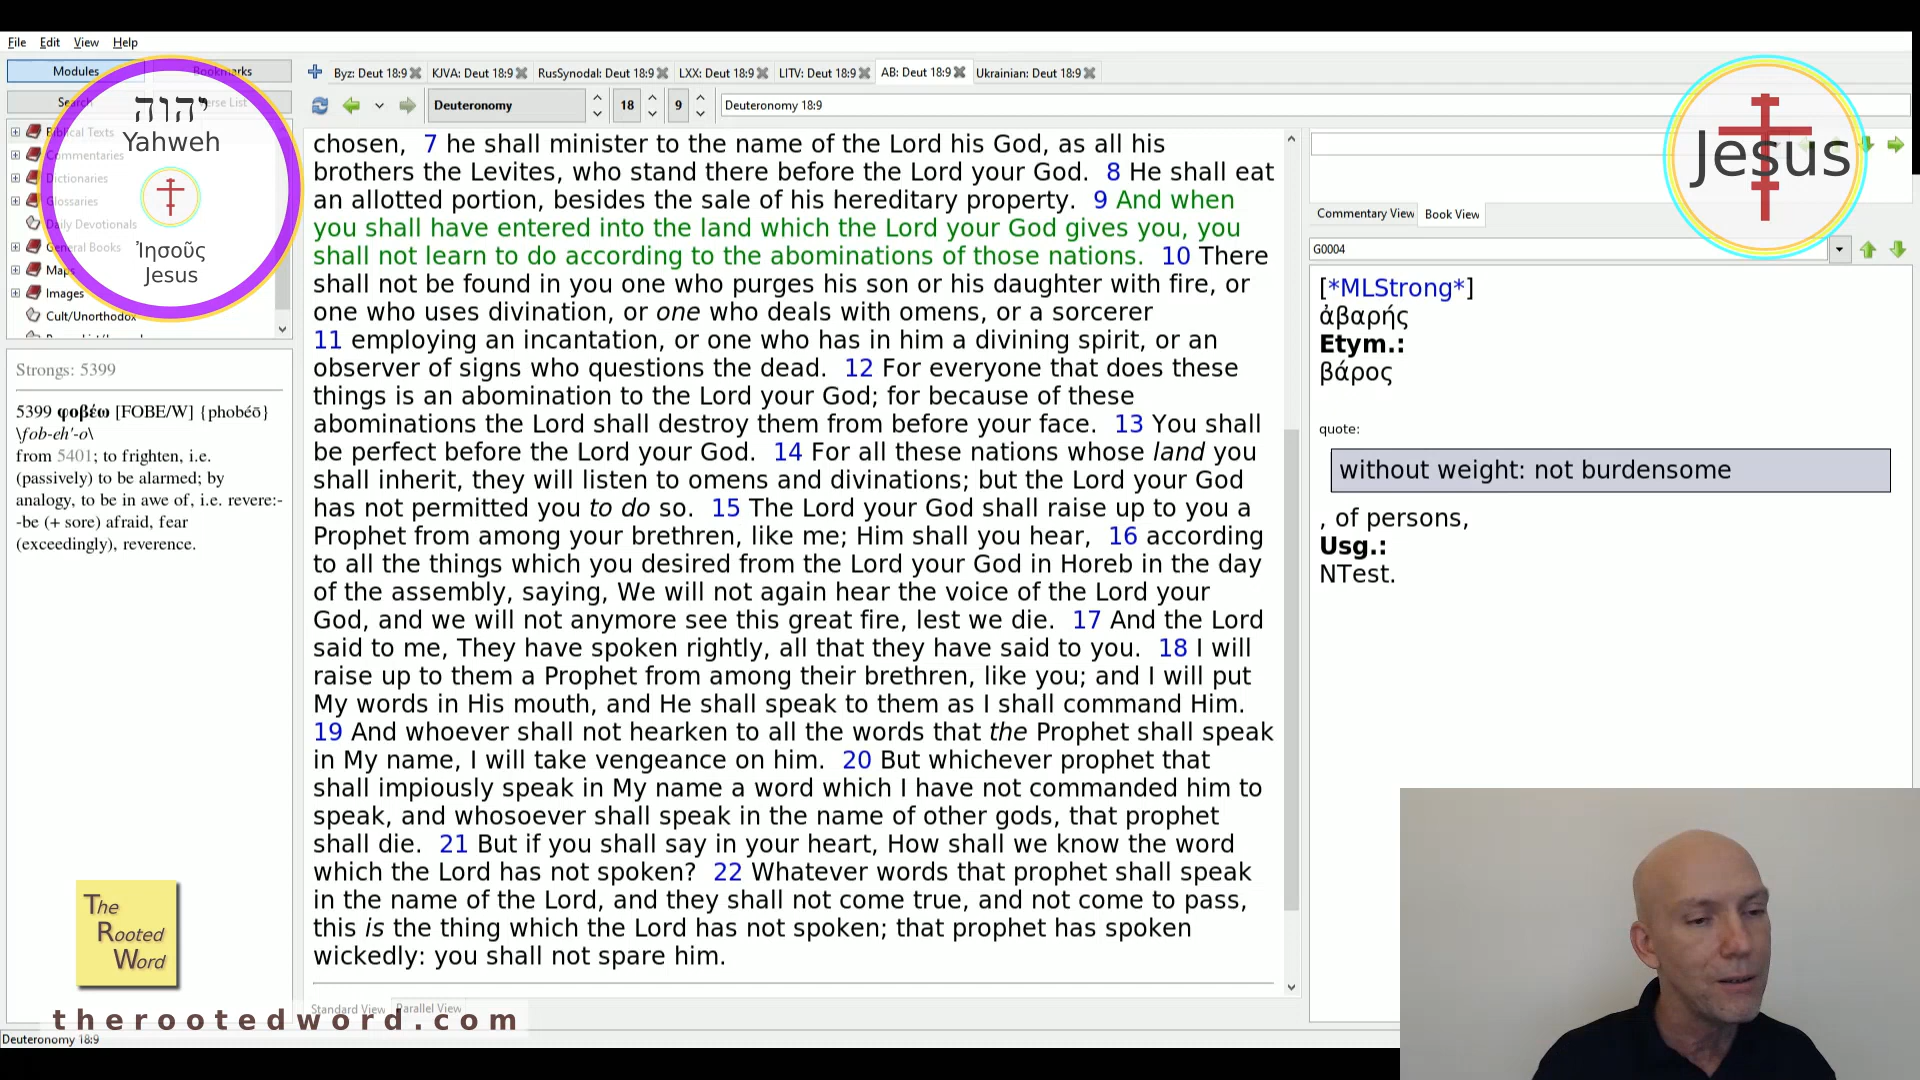 File Edit View Help
Modules
Bookmarks
Search
Verse List
Biblical Texts
Commentaries
Dictionaries
Glossaries
Daily Devotionals
General Books
Maps
Images
Cult/Unorthodox
יהוה
Yahweh
Ἰησοῦς
Jesus
Byz: Deut 18:9 KJVA: Deut 18:9 RusSynodal: Deut 18:9 LXX: Deut 18:9 LITV: Deut 18:9 AB: Deut 18:9 Ukrainian: Deut 18:9
Deuteronomy 18 9 Deuteronomy 18:9
chosen, 7 he shall minister to the name of the Lord his God, as all his
brothers the Levites, who stand there before the Lord your God. 8 He shall eat
an allotted portion, besides the sale of his hereditary property. 9 And when
you shall have entered into the land which the Lord your God gives you, you
shall not learn to do according to the abominations of those nations. 10 There
shall not be found in you one who purges his son or his daughter with fire, or
one who uses divination, or one who deals with omens, or a sorcerer
11 employing an incantation, or one who has in him a divining spirit, or an
observer of signs who questions the dead. 12 For everyone that does these
things is an abomination to the Lord your God; for because of these
abominations the Lord shall destroy them from before your face. 13 You shall
be perfect before the Lord your God. 14 For all these nations whose land you
shall inherit, they will listen to omens and divinations; but the Lord your God
has not permitted you to do so. 15 The Lord your God shall raise up to you a
Prophet from among your brethren, like me; Him shall you hear, 16 according
to all the things which you desired from the Lord your God in Horeb in the day
of the assembly, saying, We will not again hear the voice of the Lord your
God, and we will not anymore see this great fire, lest we die. 17 And the Lord
said to me, They have spoken rightly, all that they have said to you. 18 I will
raise up to them a Prophet from among their brethren, like you; and I will put
My words in His mouth, and He shall speak to them as I shall command Him.
19 And whoever shall not hearken to all the words that the Prophet shall speak
in My name, I will take vengeance on him. 20 But whichever prophet that
shall impiously speak in My name a word which I have not commanded him to
speak, and whosoever shall speak in the name of other gods, that prophet
shall die. 21 But if you shall say in your heart, How shall we know the word
which the Lord has not spoken? 22 Whatever words that prophet shall speak
in the name of the Lord, and they shall not come true, and not come to pass,
this is the thing which the Lord has not spoken; that prophet has spoken
wickedly: you shall not spare him.
Standard View Parallel View
Strongs: 5399
5399 φοβέω [FOBE/W] {phobéō}
\fob-eh'-o\
from 5401; to frighten, i.e.
(passively) to be alarmed; by
analogy, to be in awe of, i.e. revere:-
-be (+ sore) afraid, fear
(exceedingly), reverence.
The
Rooted
Word
therootedword.com
Deuteronomy 18:9
Jesus
Commentary View Book View
G0004
[*MLStrong*]
ἀβαρής
Etym.:
βάρος
quote:
without weight: not burdensome
, of persons,
Usg.:
NTest.